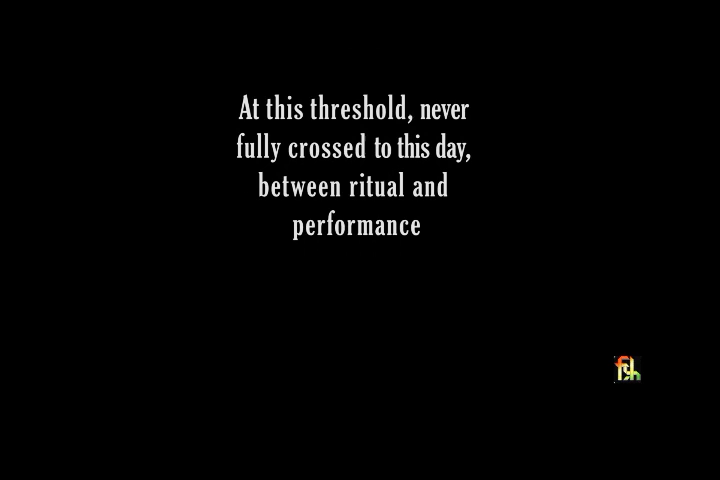 At this threshold, never
fully crossed to this day,
between ritual and
performance